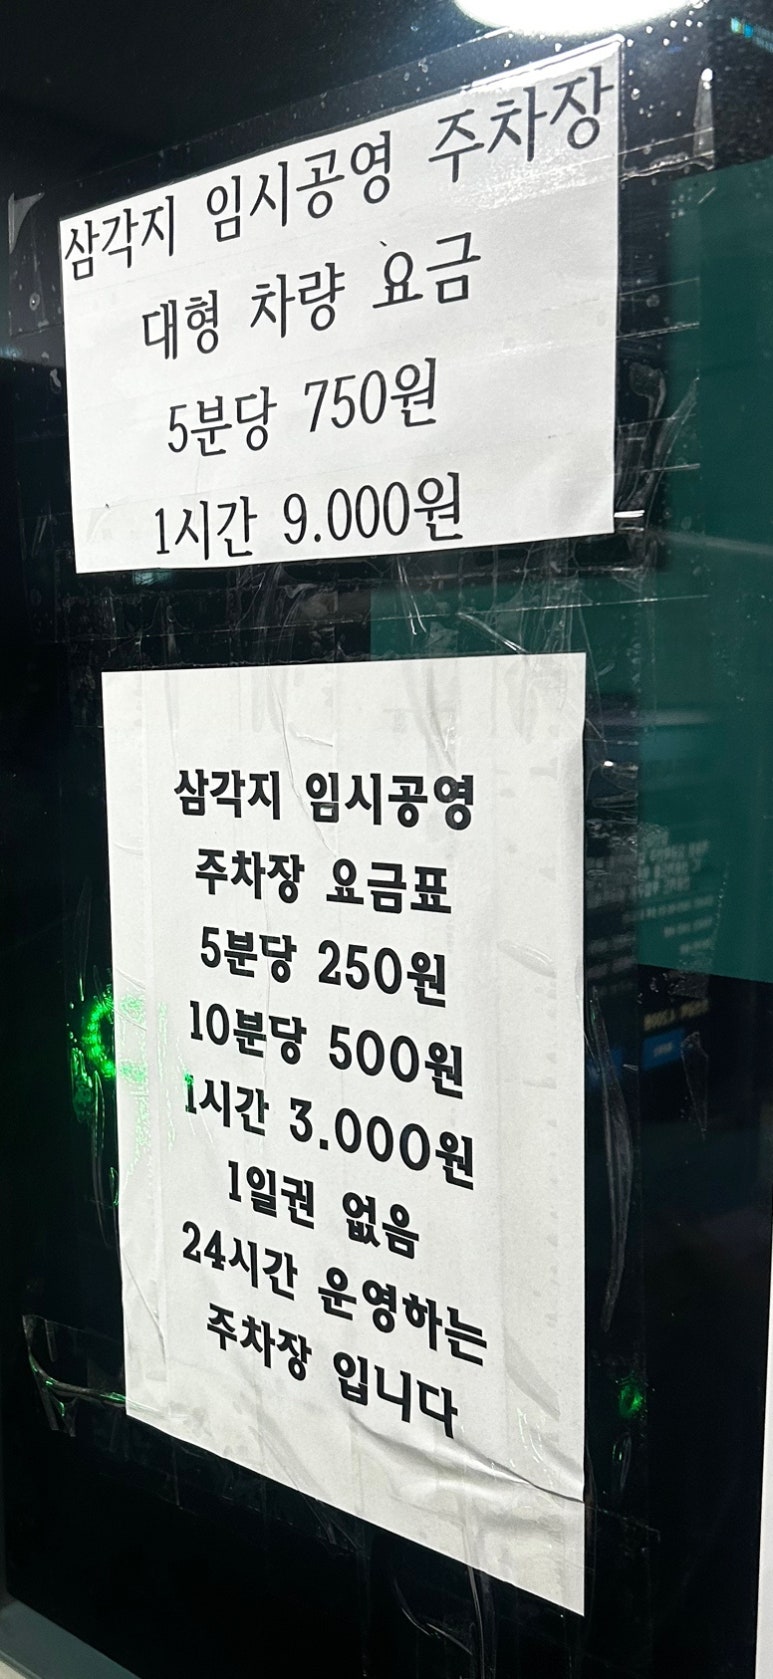 삼각지 임시공영 주차장
대형 차량 요금
5분당 750원
1시간 9.000원
삼각지 임시공영
주차장 요금표
5분당 250원
10분당 500원
1시간 3.000원
1일권 없음
24시간 운영하는
주차장 입니다